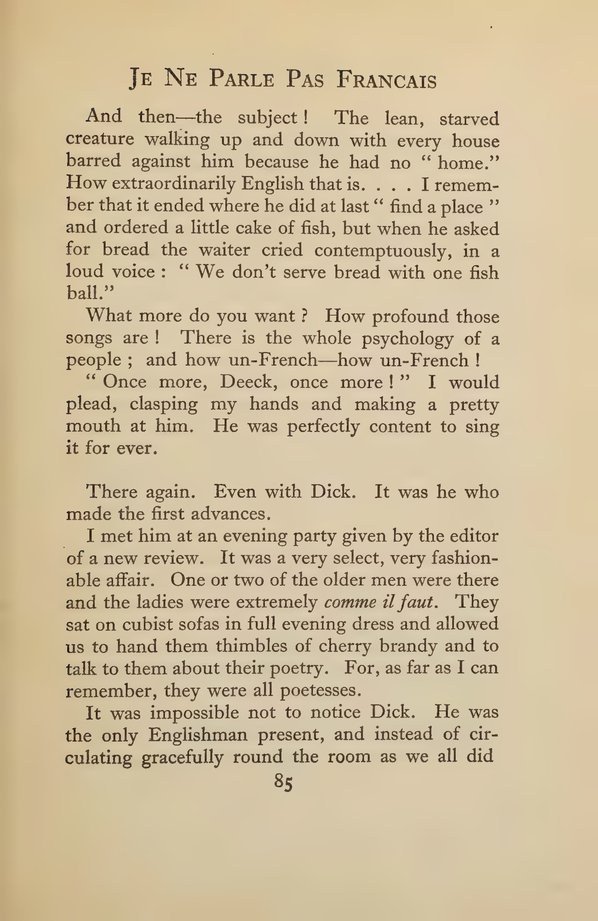 Je Ne Parle Pas Francais
And then—the subject ! The lean, starved
creature walking up and down with every house
barred against him because he had no “ home.”
How extraordinarily English that is. . . . I remem-
ber that it ended where he did at last “ find a place ”
and ordered a little cake of fish, but when he asked
for bread the waiter cried contemptuously, in a
loud voice : “ We don’t serve bread with one fish
ball.”
What more do you want ? How profound those
songs are ! There is the whole psychology of a
people ; and how un-French—how un-French !
“ Once more, Deeck, once more ! ” I would
plead, clasping my hands and making a pretty
mouth at him. He was perfectly content to sing
it for ever.
There again. Even with Dick. It was he who
made the first advances.
I met him at an evening party given by the editor
of a new review. It was a very select, very fashion-
able affair. One or two of the older men were there
and the ladies were extremely comme il faut. They
sat on cubist sofas in full evening dress and allowed
us to hand them thimbles of cherry brandy and to
talk to them about their poetry. For, as far as I can
remember, they were all poetesses.
It was impossible not to notice Dick. He was
the only Englishman present, and instead of cir-
culating gracefully round the room as we all did
85